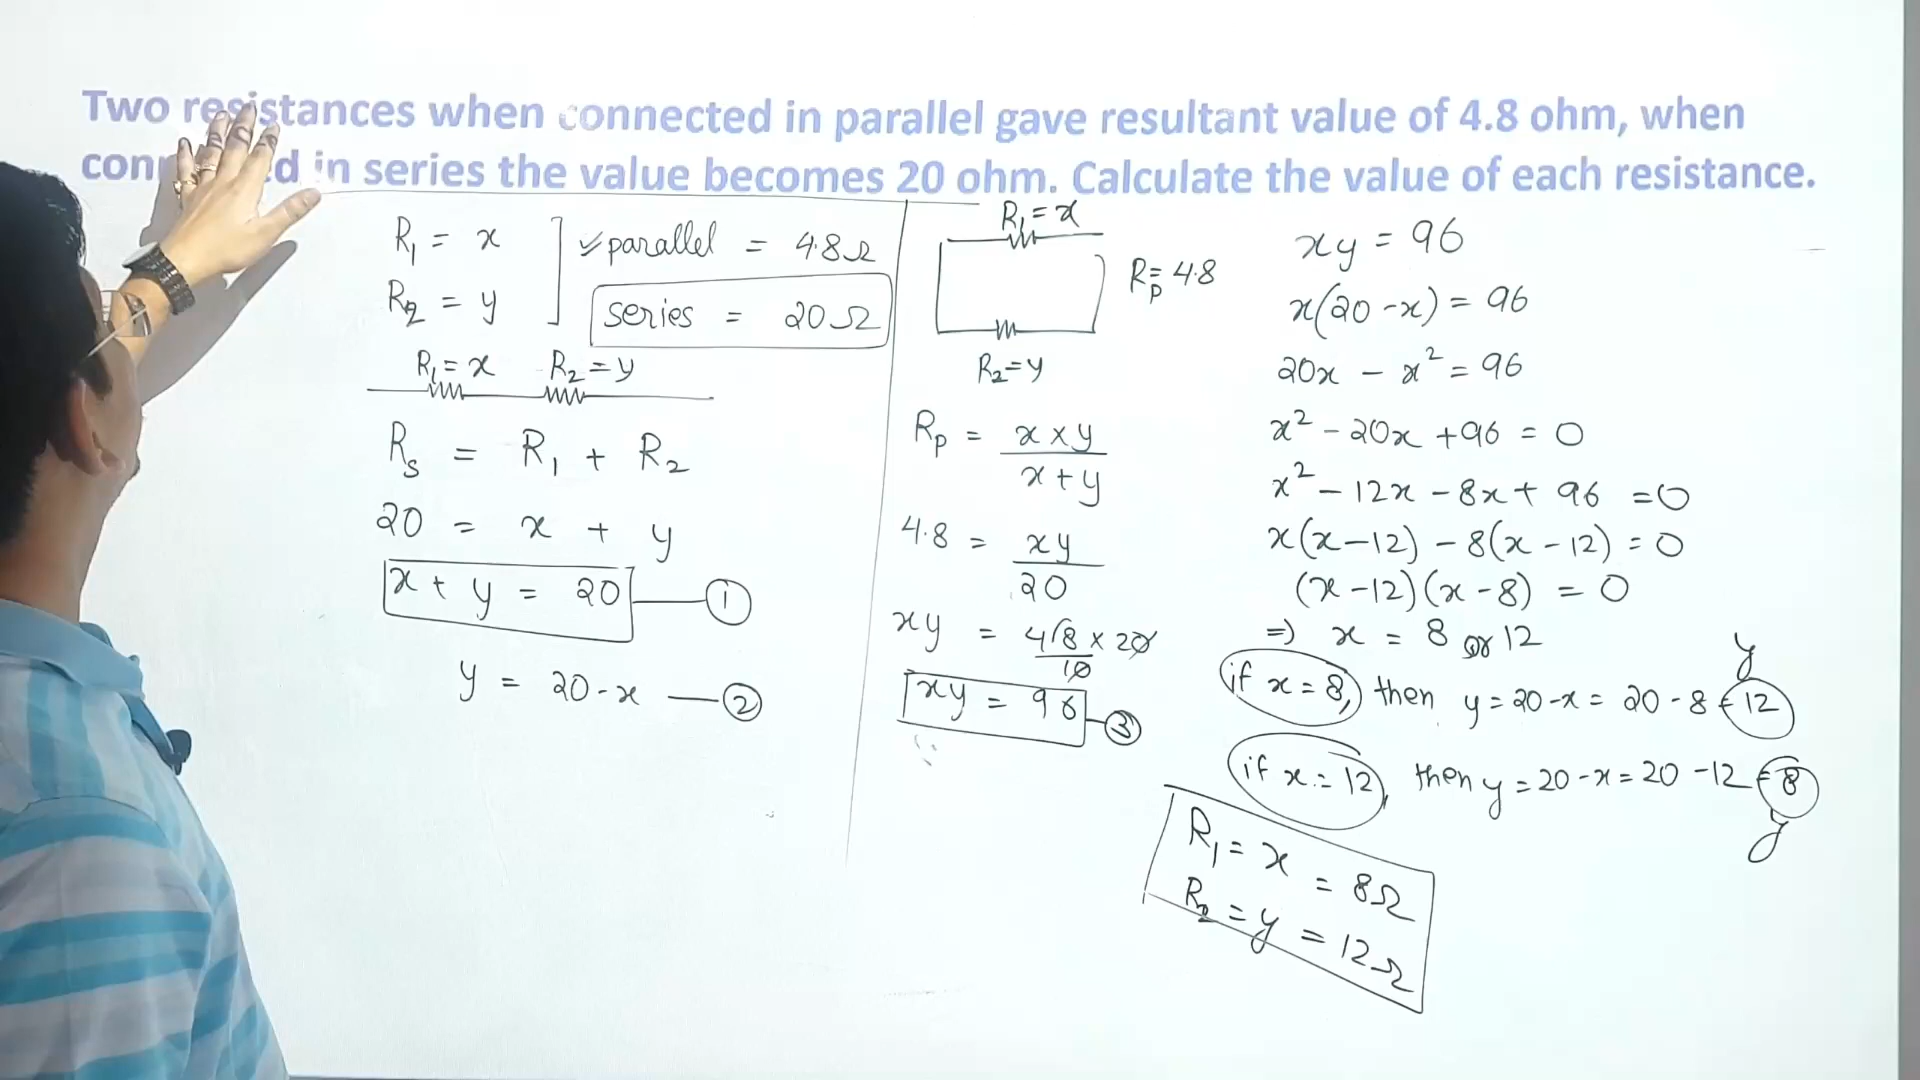 Two resistances when connected in parallel gave resultant value of 4.8 ohm, when
in series the value becomes 20 ohm. Calculate the value of each resistance.
R₁ = x
R₂ = y
✓parallel = 4.8Ω
series = 20Ω
R₁ = x R₂ = y
Rs = R₁ + R₂
20 = x + y
x + y = 20 — ①
y = 20 - x — ②
R₁ = x
Rp = 4.8
R₂ = y
Rp = x × y / x + y
4.8 = xy / 20
xy = 48 × 20 / 10
xy = 96 — ③
xy = 96
x(20 - x) = 96
20x - x² = 96
x² - 20x + 96 = 0
x² - 12x - 8x + 96 = 0
x(x - 12) - 8(x - 12) = 0
(x - 12)(x - 8) = 0
=) x = 8 or 12
y
if x = 8, then y = 20 - x = 20 - 8 = 12
if x = 12, then y = 20 - x = 20 - 12 = 8
y
R₁ = x = 8Ω
R₂ = y = 12Ω